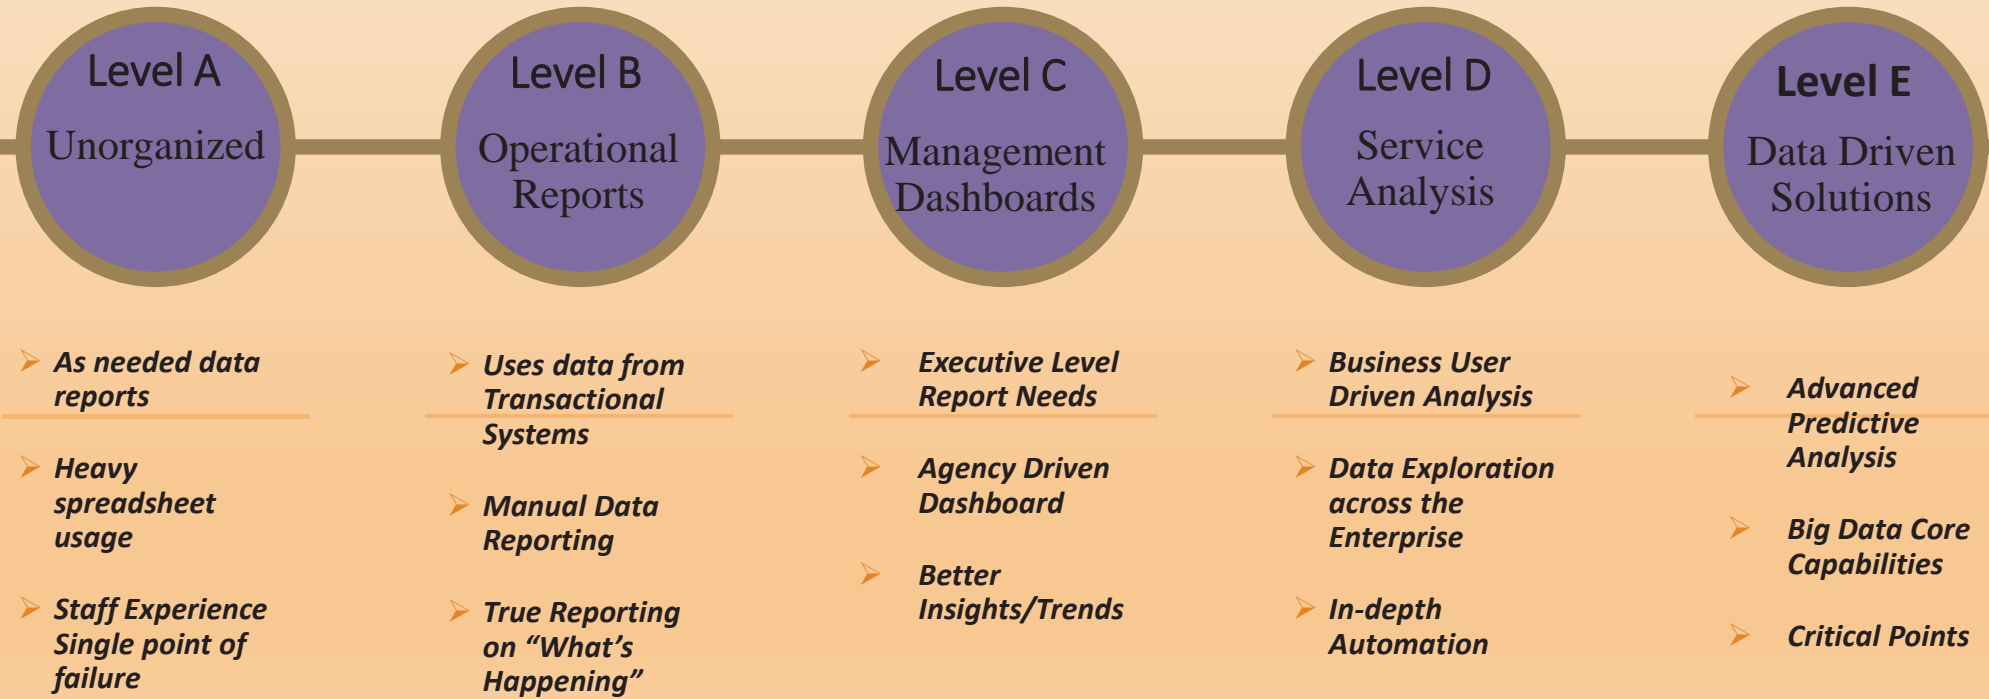 Level A
Unorganized
Level B
Operational
Reports
Level C
Management
Dashboards
Level D
Service
Analysis
Level E
Data Driven
Solutions
As needed data
reports
Heavy
spreadsheet
usage
Staff Experience
Single point of
failure
Uses data from
Transactional
Systems
Manual Data
Reporting
True Reporting
on “What’s
Happening”
Executive Level
Report Needs
Agency Driven
Dashboard
Better
Insights/Trends
Business User
Driven Analysis
Data Exploration
across the
Enterprise
In-depth
Automation
Advanced
Predictive
Analysis
Big Data Core
Capabilities
Critical Points